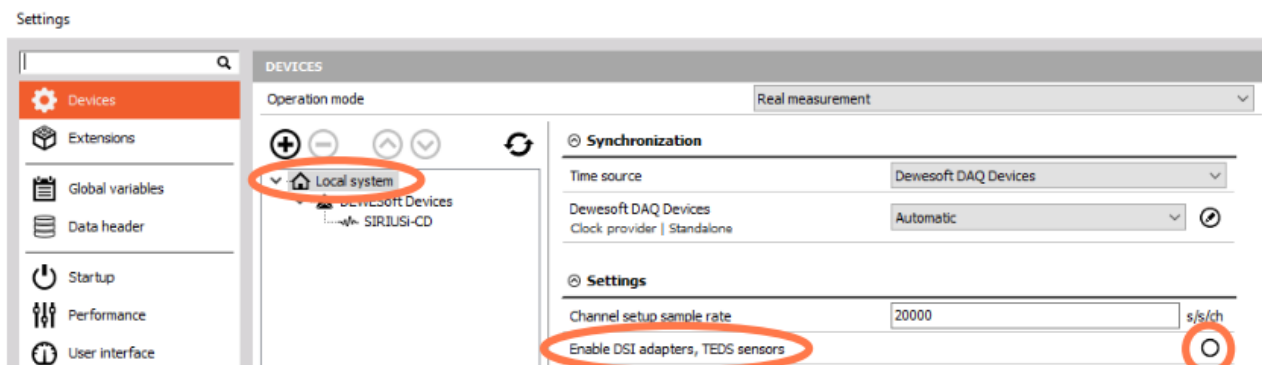 Settings
Devices
Extensions
Global variables
Data header
Startup
Performance
User interface
DEVICES
Operation mode
Real measurement
Local system
DEWESoft Devices
SIRIUSi-CD
Synchronization
Time source
Dewesoft DAQ Devices
Dewesoft DAQ Devices
Automatic
Clock provider | Standalone
Settings
Channel setup sample rate
20000
s/s/ch
Enable DSI adapters, TEDS sensors